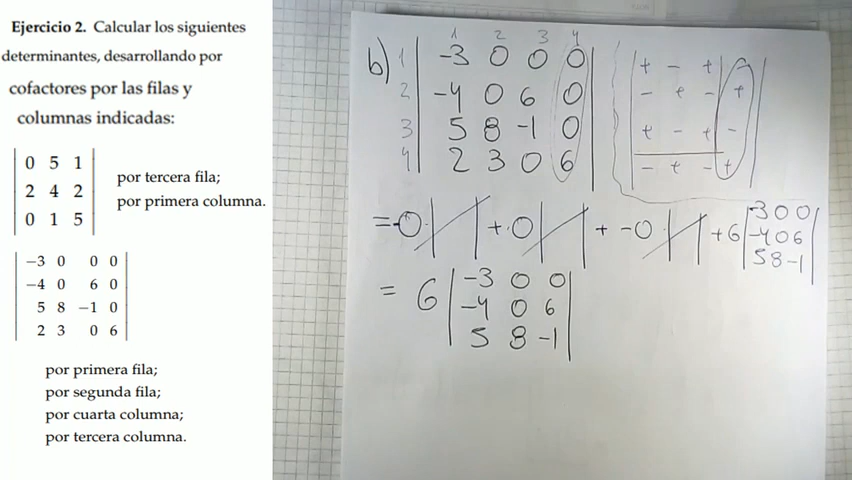 Ejercicio 2. Calcular los siguientes
determinantes, desarrollando por
cofactores por las filas y
columnas indicadas:
0 5 1
2 4 2
0 1 5
por tercera fila;
por primera columna.
−3 0 0 0
−4 0 6 0
5 8 −1 0
2 3 0 6
por primera fila;
por segunda fila;
por cuarta columna;
por tercera columna.
1 2 3 4
b) 1 | -3 0 0 0 |
2 | -4 0 6 0 |
3 | 5 8 -1 0 |
4 | 2 3 0 6 |
| + - + - |
| - + - + |
| + - + - |
| - + - + |
= -0·| | + 0·| | + -0·| | + 6 | -3 0 0 |
| -4 0 6 |
| 5 8 -1 |
= 6 | -3 0 0 |
| -4 0 6 |
| 5 8 -1 |